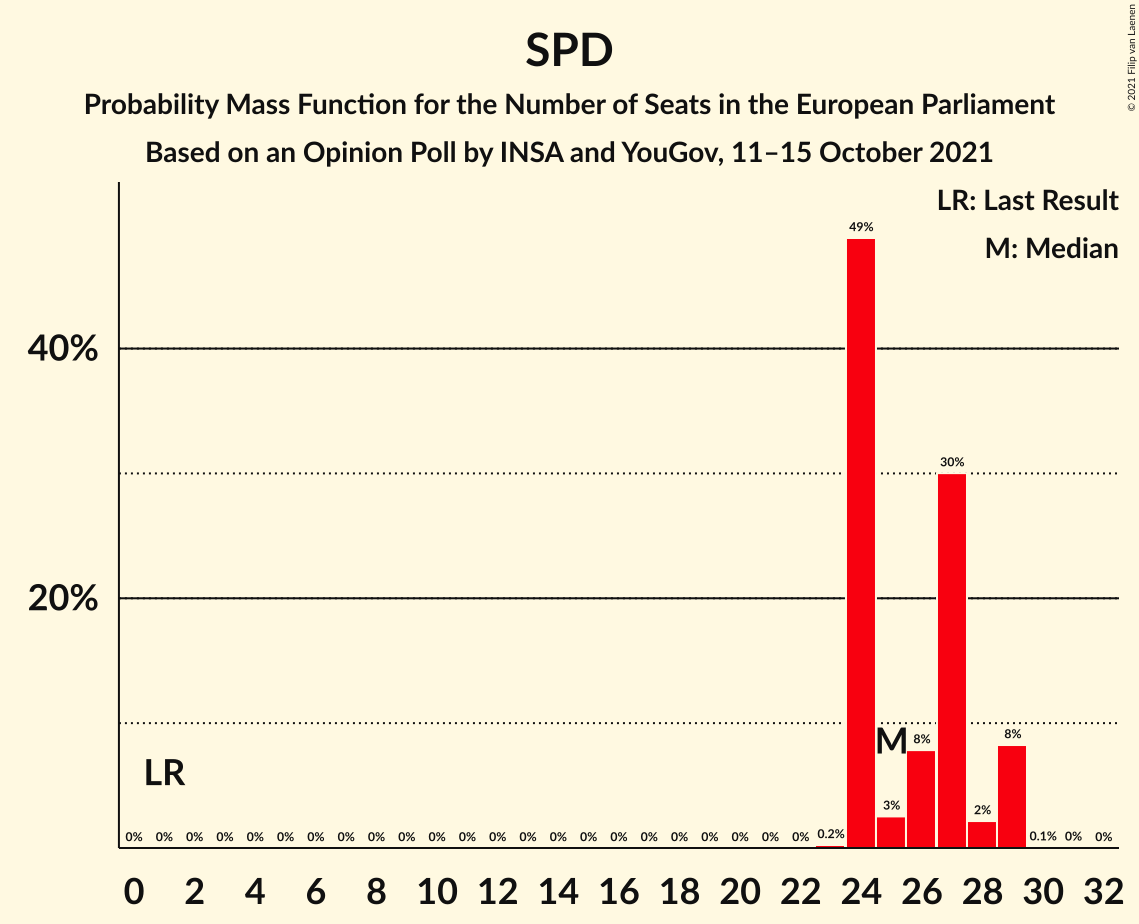 © 2021 Filip van Laenen
SPD
Probability Mass Function for the Number of Seats in the European Parliament
Based on an Opinion Poll by INSA and YouGov, 11–15 October 2021
LR: Last Result
M: Median
49%
40%
30%
20%
M 8% 8%
LR
3% 2%
0% 0% 0% 0% 0% 0% 0% 0% 0% 0% 0% 0% 0% 0% 0% 0% 0% 0% 0% 0% 0% 0% 0% 0.2% 0.1% 0% 0%
0 2 4 6 8 10 12 14 16 18 20 22 24 26 28 30 32